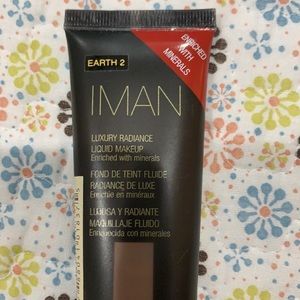 EARTH 2
ENRICHED
WITH
MINERALS
IMAN
LUXURY RADIANCE
LIQUID MAKEUP
Enriched with minerals
FOND DE TEINT FLUIDE
RADIANCE DE LUXE
Enrichie en minéraux
LUJOSA Y RADIANTE
MAQUILLAJE FLUIDO
Enriquecida con minerales